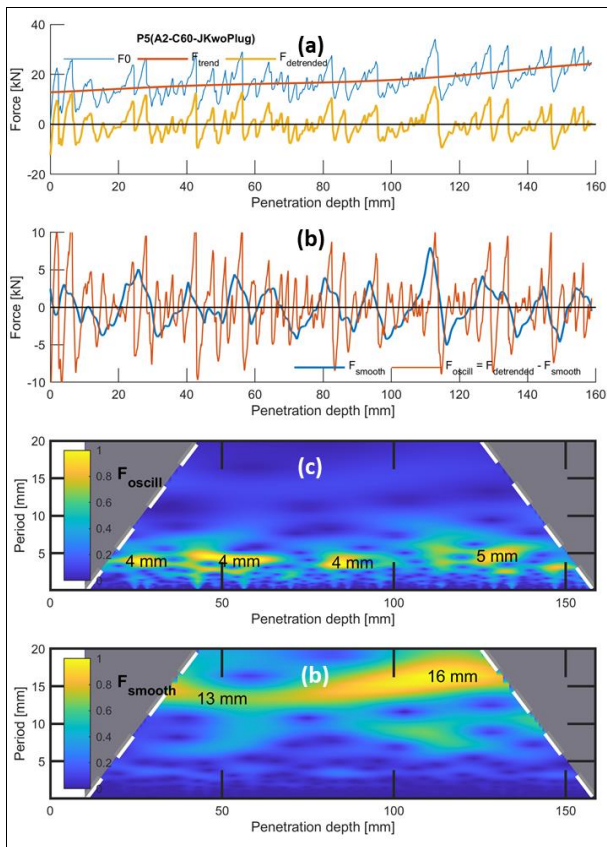 P5(A2-C60-JKwoPlug)
(a)
F0 F_trend F_detrended
Force [kN]
40
20
0
-20
0 20 40 60 80 100 120 140 160
Penetration depth [mm]
(b)
Force [kN]
10
5
0
-5
-10
F_smooth F_oscill = F_detrended - F_smooth
0 20 40 60 80 100 120 140 160
Penetration depth [mm]
(c)
F_oscill
Period [mm]
20
15
10
5
1
0.8
0.6
0.4
0.2
0
4 mm 4 mm 4 mm 5 mm
0 50 100 150
Penetration depth [mm]
(b)
F_smooth
Period [mm]
20
15
10
5
1
0.8
0.6
0.4
0.2
0
13 mm 16 mm
0 50 100 150
Penetration depth [mm]